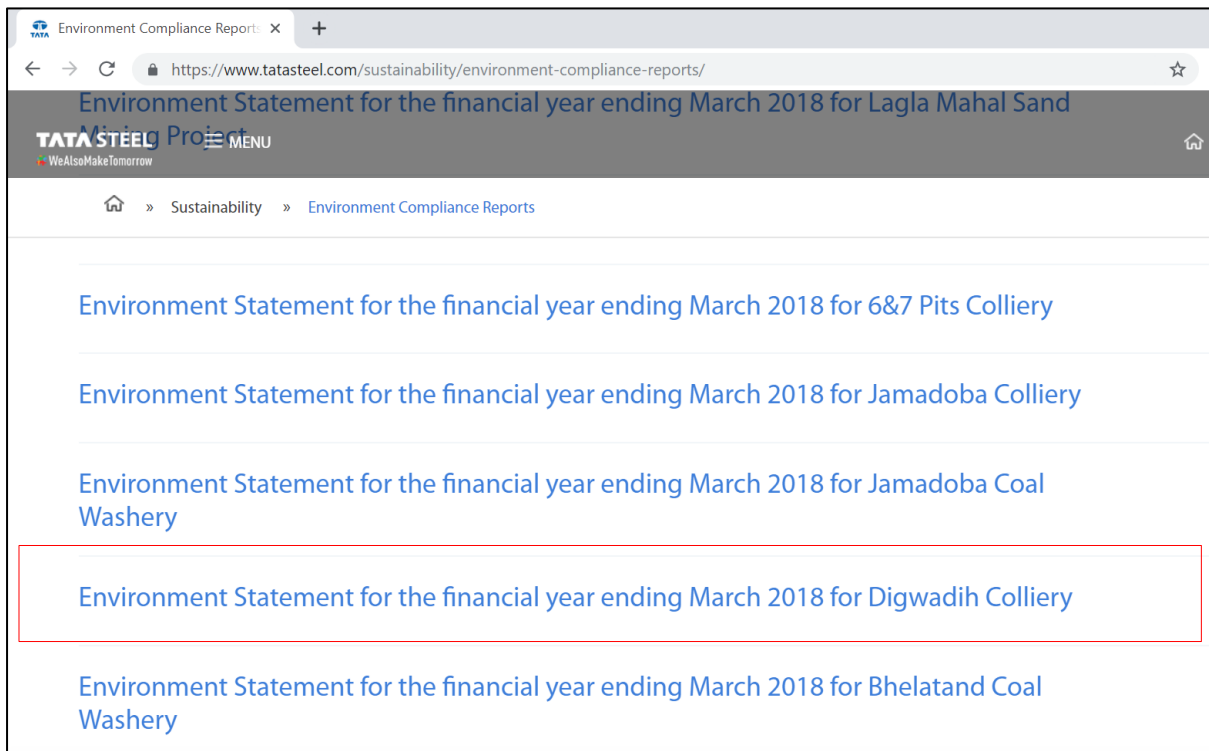 TATA
Environment Compliance Reports
https://www.tatasteel.com/sustainability/environment-compliance-reports/
Environment Statement for the financial year ending March 2018 for Lagla Mahal Sand
Mining Project
TATA STEEL
MENU
#WeAlsoMakeTomorrow
» Sustainability » Environment Compliance Reports
Environment Statement for the financial year ending March 2018 for 6&7 Pits Colliery
Environment Statement for the financial year ending March 2018 for Jamadoba Colliery
Environment Statement for the financial year ending March 2018 for Jamadoba Coal
Washery
Environment Statement for the financial year ending March 2018 for Digwadih Colliery
Environment Statement for the financial year ending March 2018 for Bhelatand Coal
Washery